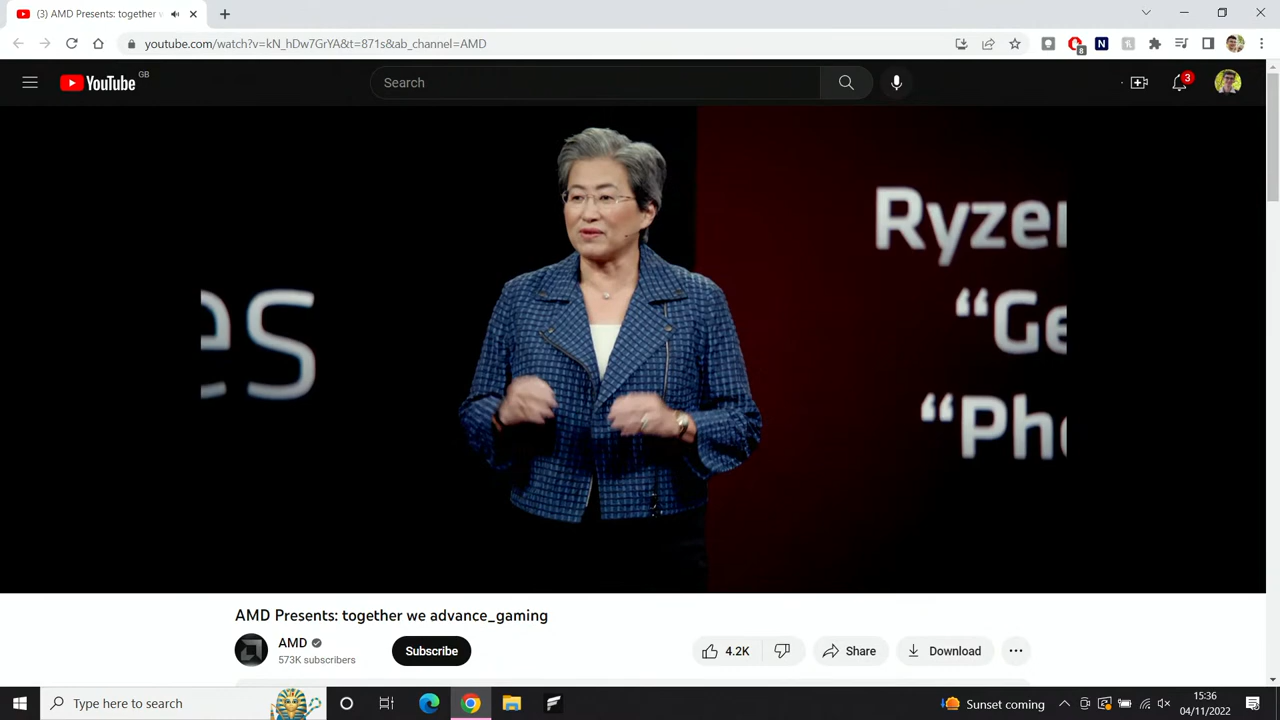 (3) AMD Presents: together w
youtube.com/watch?v=kN_hDw7GrYA&t=871s&ab_channel=AMD
8
YouTube
GB
Search
3
Ryzen
es
"Ge
"Pho
AMD Presents: together we advance_gaming
AMD
573K subscribers
Subscribe
4.2K
Share
Download
Type here to search
Sunset coming
15:36
04/11/2022